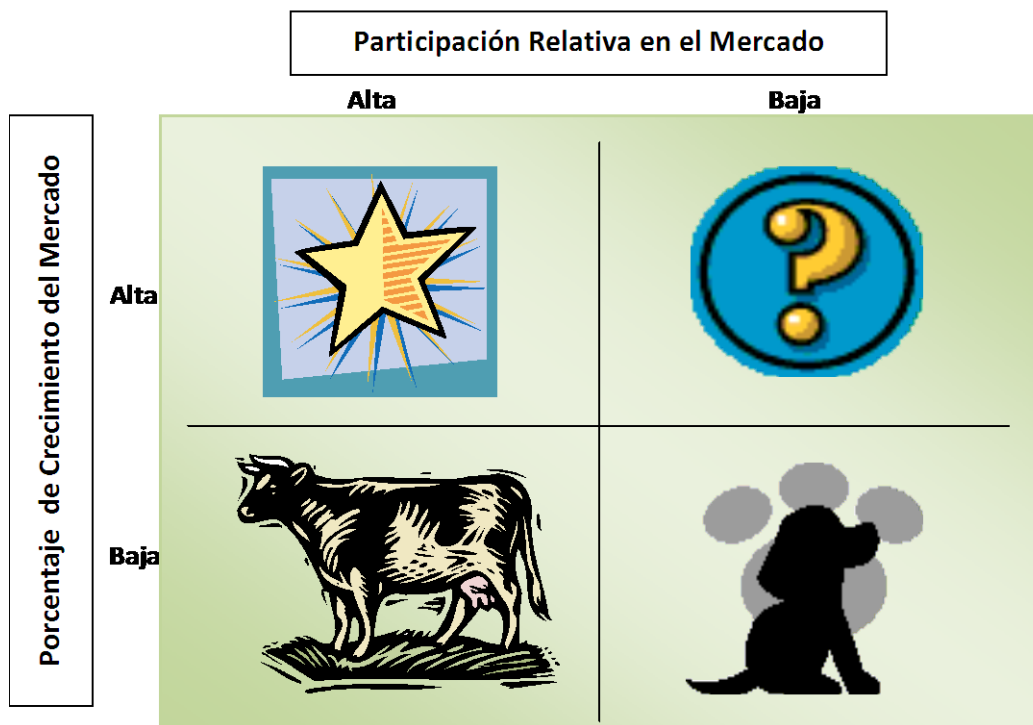 Participación Relativa en el Mercado
Alta
Baja
Porcentaje de Crecimiento del Mercado
Alta
?
Baja